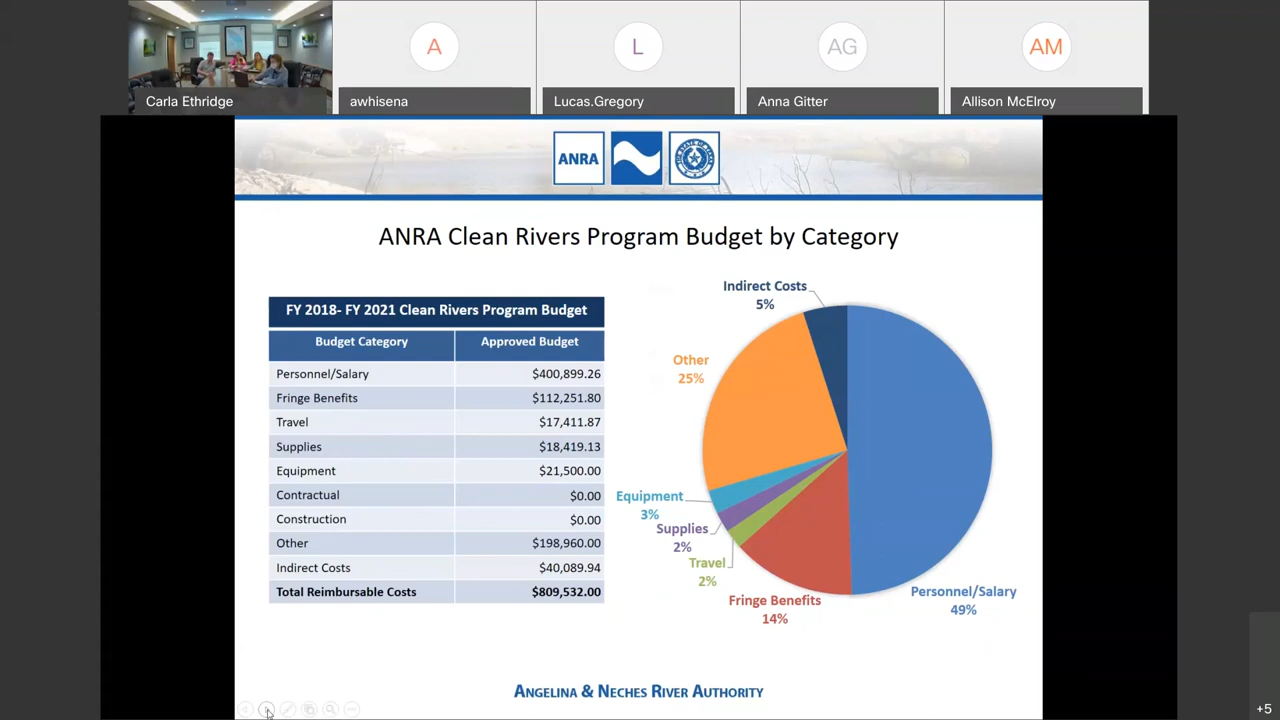 A
L
AG
AM
Carla Ethridge
awhisena
Lucas.Gregory
Anna Gitter
Allison McElroy
ANRA
ANRA Clean Rivers Program Budget by Category
FY 2018- FY 2021 Clean Rivers Program Budget
Budget Category Approved Budget
Personnel/Salary $400,899.26
Fringe Benefits $112,251.80
Travel $17,411.87
Supplies $18,419.13
Equipment $21,500.00
Contractual $0.00
Construction $0.00
Other $198,960.00
Indirect Costs $40,089.94
Total Reimbursable Costs $809,532.00
Indirect Costs
5%
Other
25%
Equipment
3%
Supplies
2%
Travel
2%
Fringe Benefits
14%
Personnel/Salary
49%
ANGELINA & NECHES RIVER AUTHORITY
+5